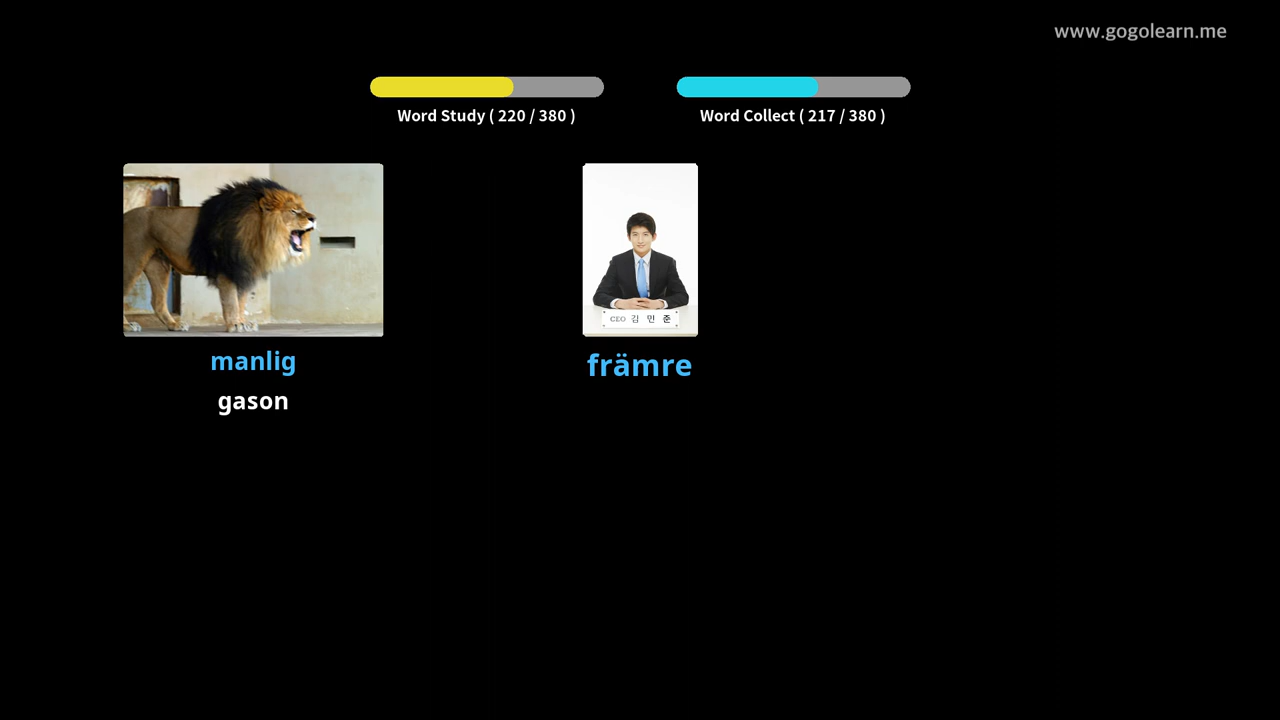 www.gogolearn.me
Word Study ( 220 / 380 )
Word Collect ( 217 / 380 )
CEO 김 민 준
manlig
främre
gason